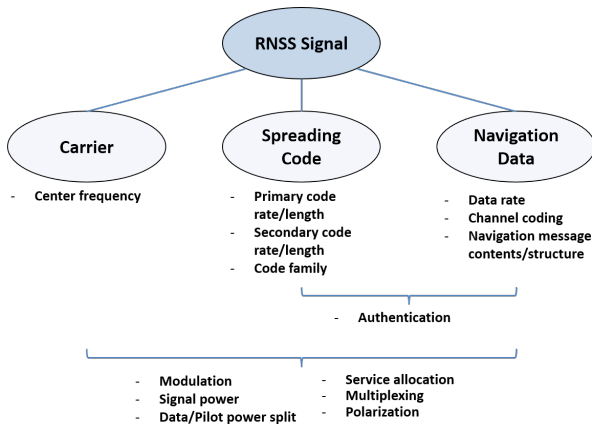 RNSS Signal
Carrier
Spreading
Code
Navigation
Data
- Center frequency
- Primary code
rate/length
- Secondary code
rate/length
- Code family
- Data rate
- Channel coding
- Navigation message
contents/structure
- Authentication
- Modulation
- Signal power
- Data/Pilot power split
- Service allocation
- Multiplexing
- Polarization